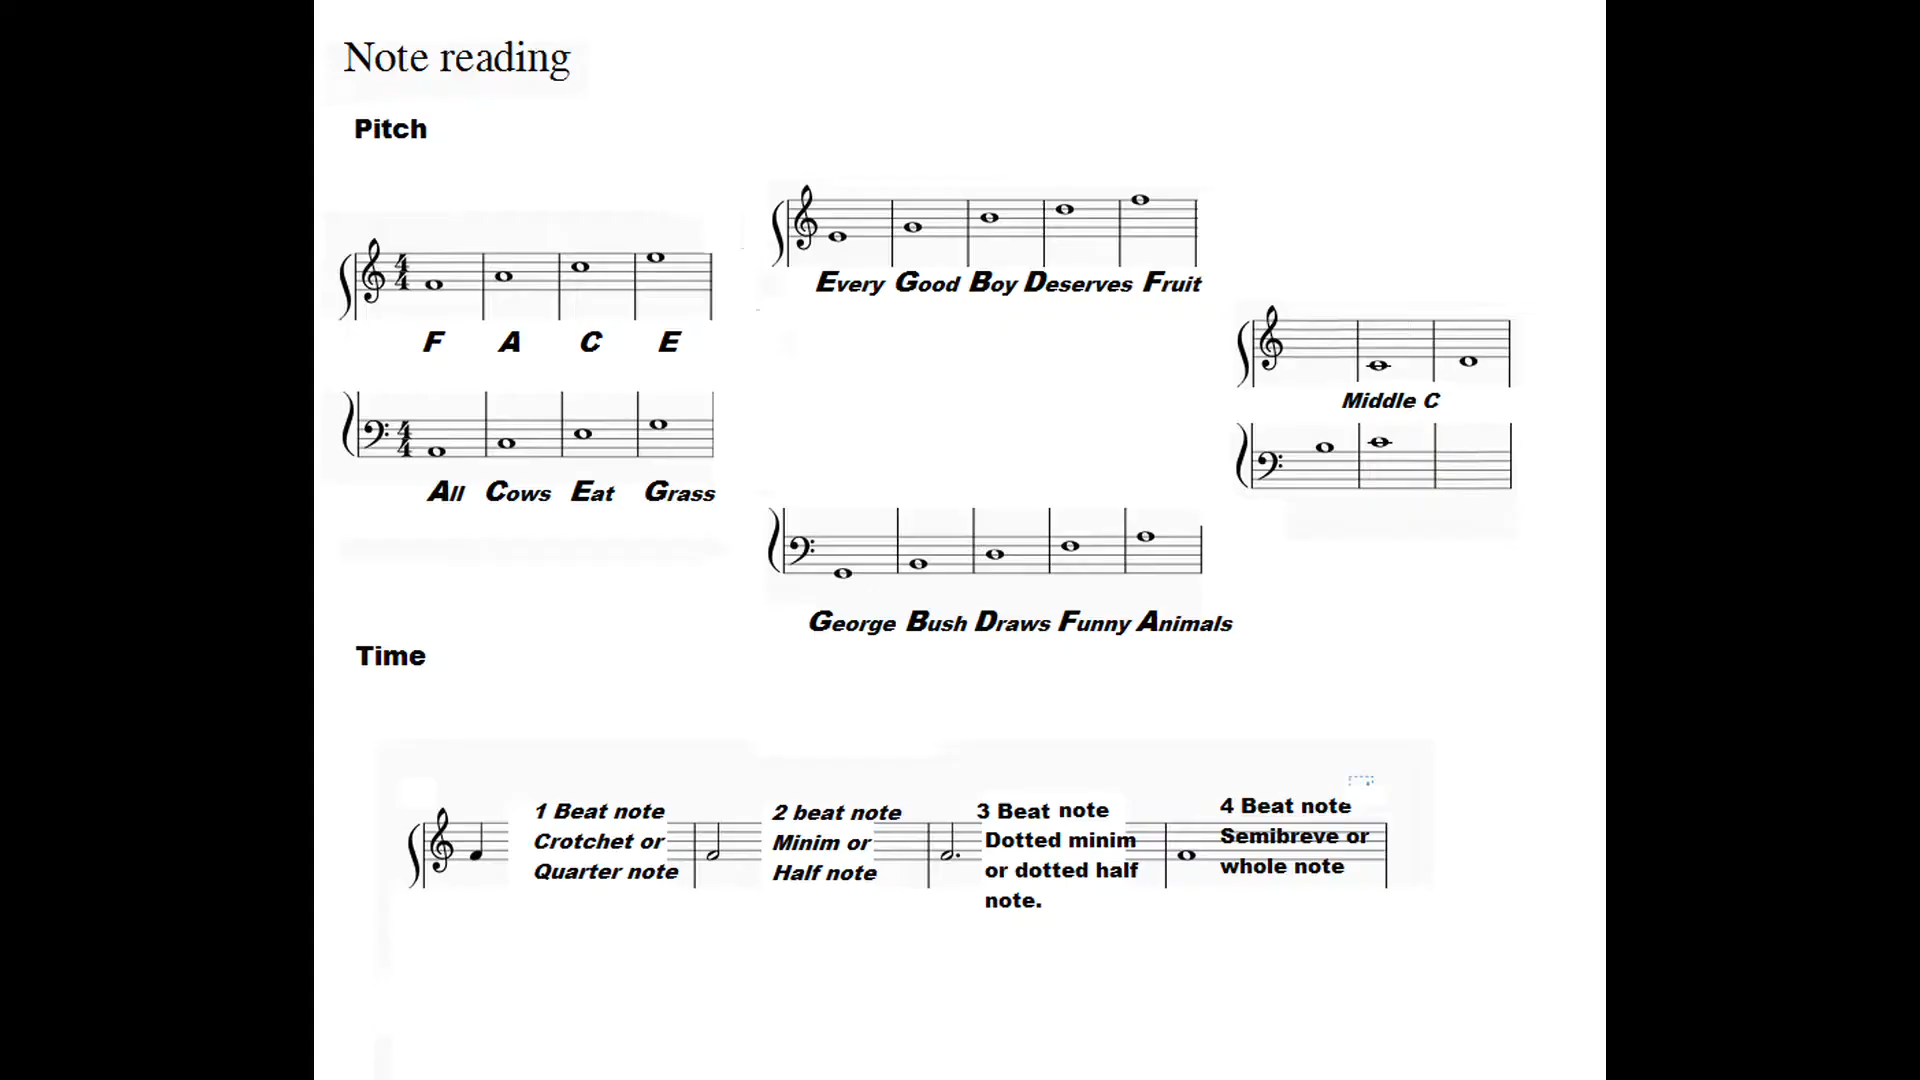 Note reading
Pitch
F A C E
All Cows Eat Grass
Every Good Boy Deserves Fruit
George Bush Draws Funny Animals
Middle C
Time
1 Beat note
Crotchet or
Quarter note
2 beat note
Minim or
Half note
3 Beat note
Dotted minim
or dotted half
note.
4 Beat note
Semibreve or
whole note